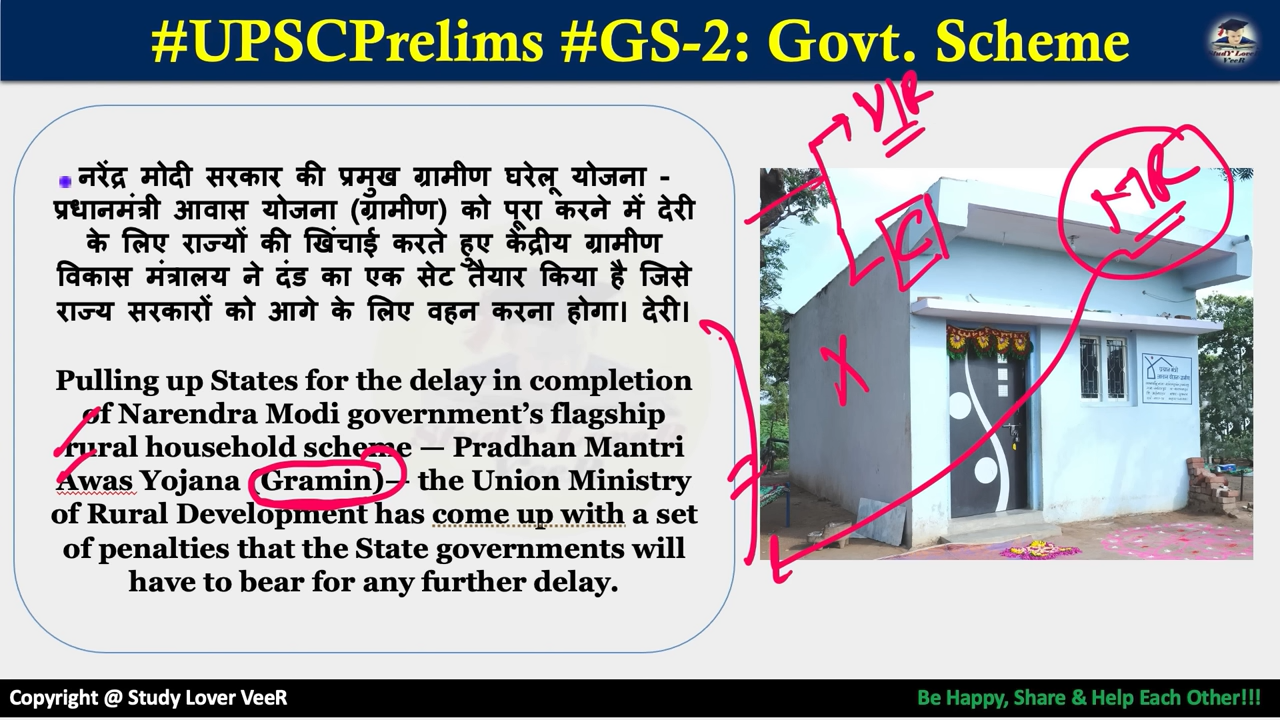 #UPSCPrelims #GS-2: Govt. Scheme
StudY Lover
VeeR
नरेंद्र मोदी सरकार की प्रमुख ग्रामीण घरेलू योजना -
प्रधानमंत्री आवास योजना (ग्रामीण) को पूरा करने में देरी
के लिए राज्यों की खिंचाई करते हुए केंद्रीय ग्रामीण
विकास मंत्रालय ने दंड का एक सेट तैयार किया है जिसे
राज्य सरकारों को आगे के लिए वहन करना होगा। देरी।
Pulling up States for the delay in completion
of Narendra Modi government’s flagship
rural household scheme — Pradhan Mantri
Awas Yojana (Gramin)— the Union Ministry
of Rural Development has come up with a set
of penalties that the State governments will
have to bear for any further delay.
C
X
Copyright @ Study Lover VeeR
Be Happy, Share & Help Each Other!!!